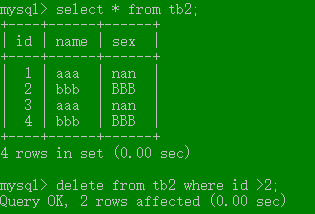 mysql> select * from tb2;
+----+------+------+
| id | name | sex  |
+----+------+------+
|  1 | aaa  | nan  |
|  2 | bbb  | BBB  |
|  3 | aaa  | nan  |
|  4 | bbb  | BBB  |
+----+------+------+
4 rows in set (0.00 sec)
mysql> delete from tb2 where id >2;
Query OK, 2 rows affected (0.00 sec)